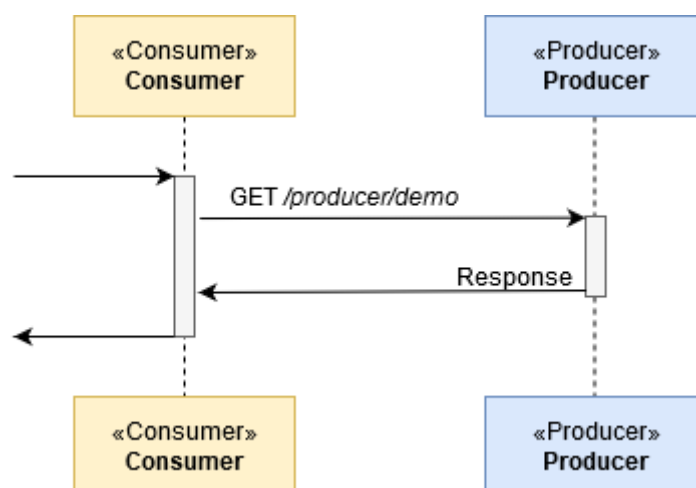 «Consumer»
Consumer
«Producer»
Producer
GET /producer/demo
Response
«Consumer»
Consumer
«Producer»
Producer